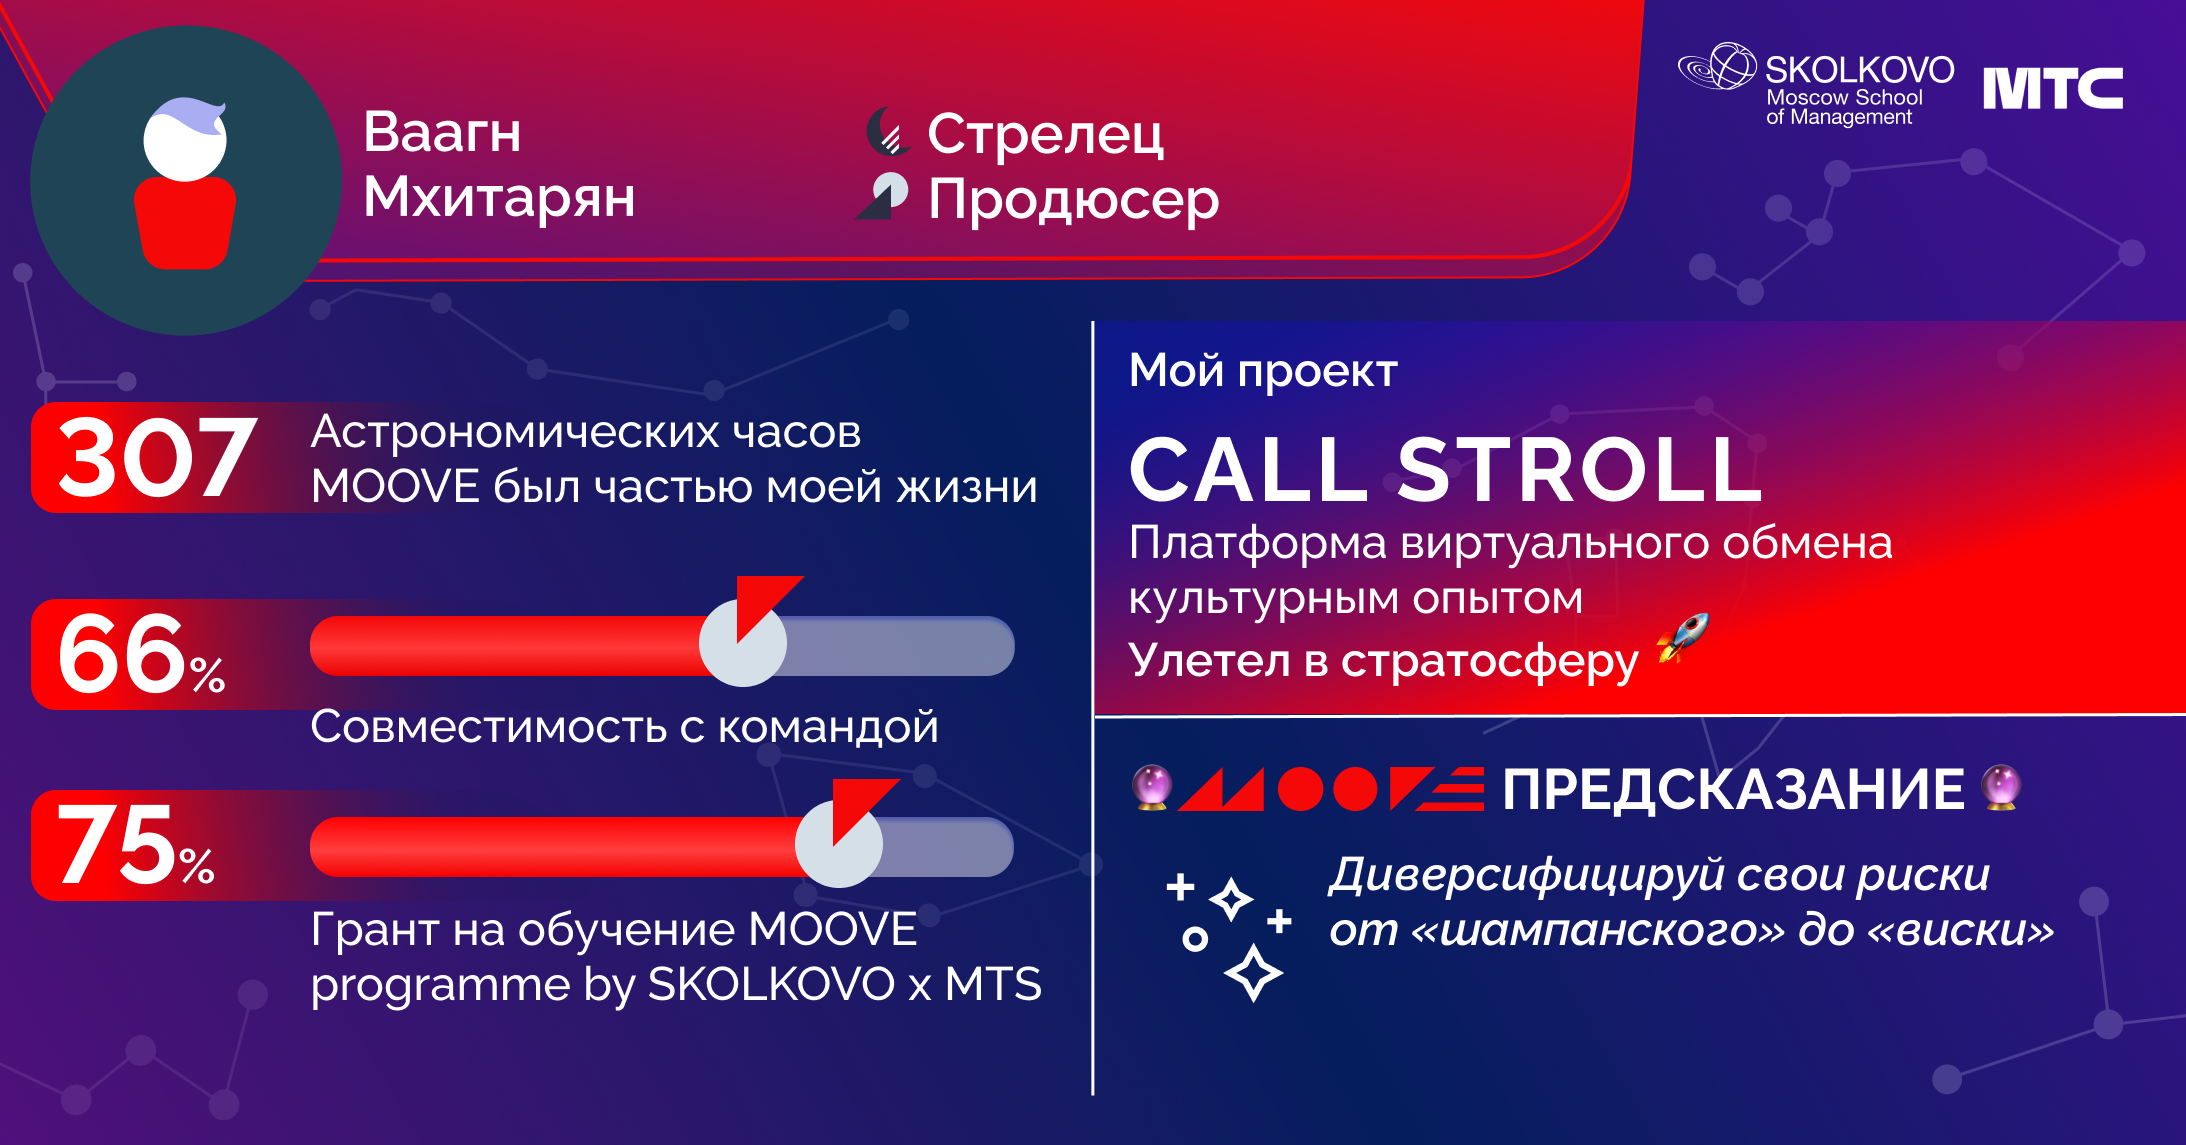 Ваагн
Мхитарян
Стрелец
Продюсер
SKOLKOVO
Moscow School
of Management
МТС
307
Астрономических часов
MOOVE был частью моей жизни
66%
Совместимость с командой
75%
Грант на обучение MOOVE
programme by SKOLKOVO x MTS
Мой проект
CALL STROLL
Платформа виртуального обмена
культурным опытом
Улетел в стратосферу
MOOVE ПРЕДСКАЗАНИЕ
Диверсифицируй свои риски
от «шампанского» до «виски»